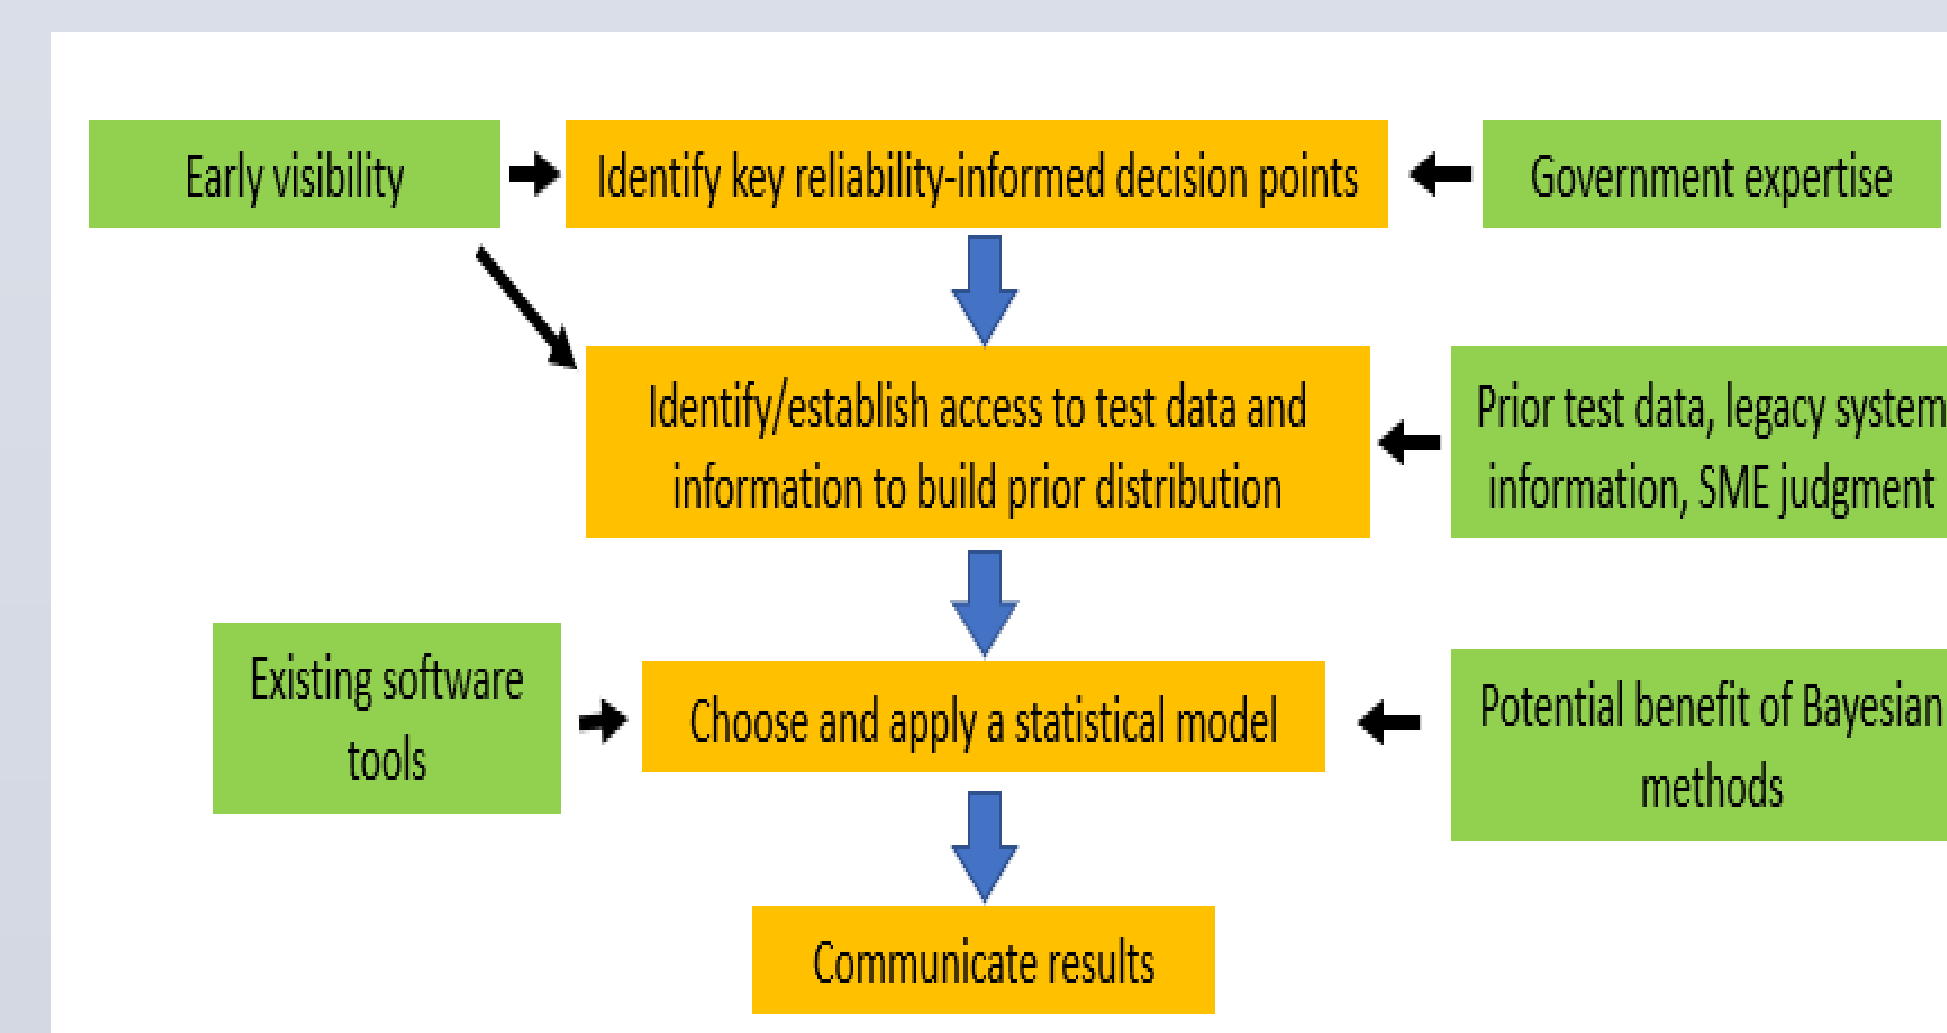 Early visibility
Identify key reliability-informed decision points
Government expertise
Identify/establish access to test data and
information to build prior distribution
Prior test data, legacy system
information, SME judgment
Existing software
tools
Choose and apply a statistical model
Potential benefit of Bayesian
methods
Communicate results